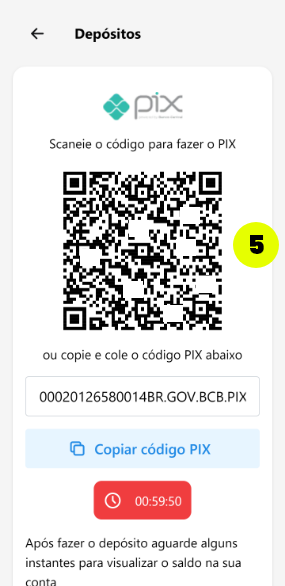 Depósitos
pix
Scaneie o código para fazer o PIX
5
ou copie e cole o código PIX abaixo
00020126580014BR.GOV.BCB.PIX
Copiar código PIX
00:59:50
Após fazer o depósito aguarde alguns
instantes para visualizar o saldo na sua
conta